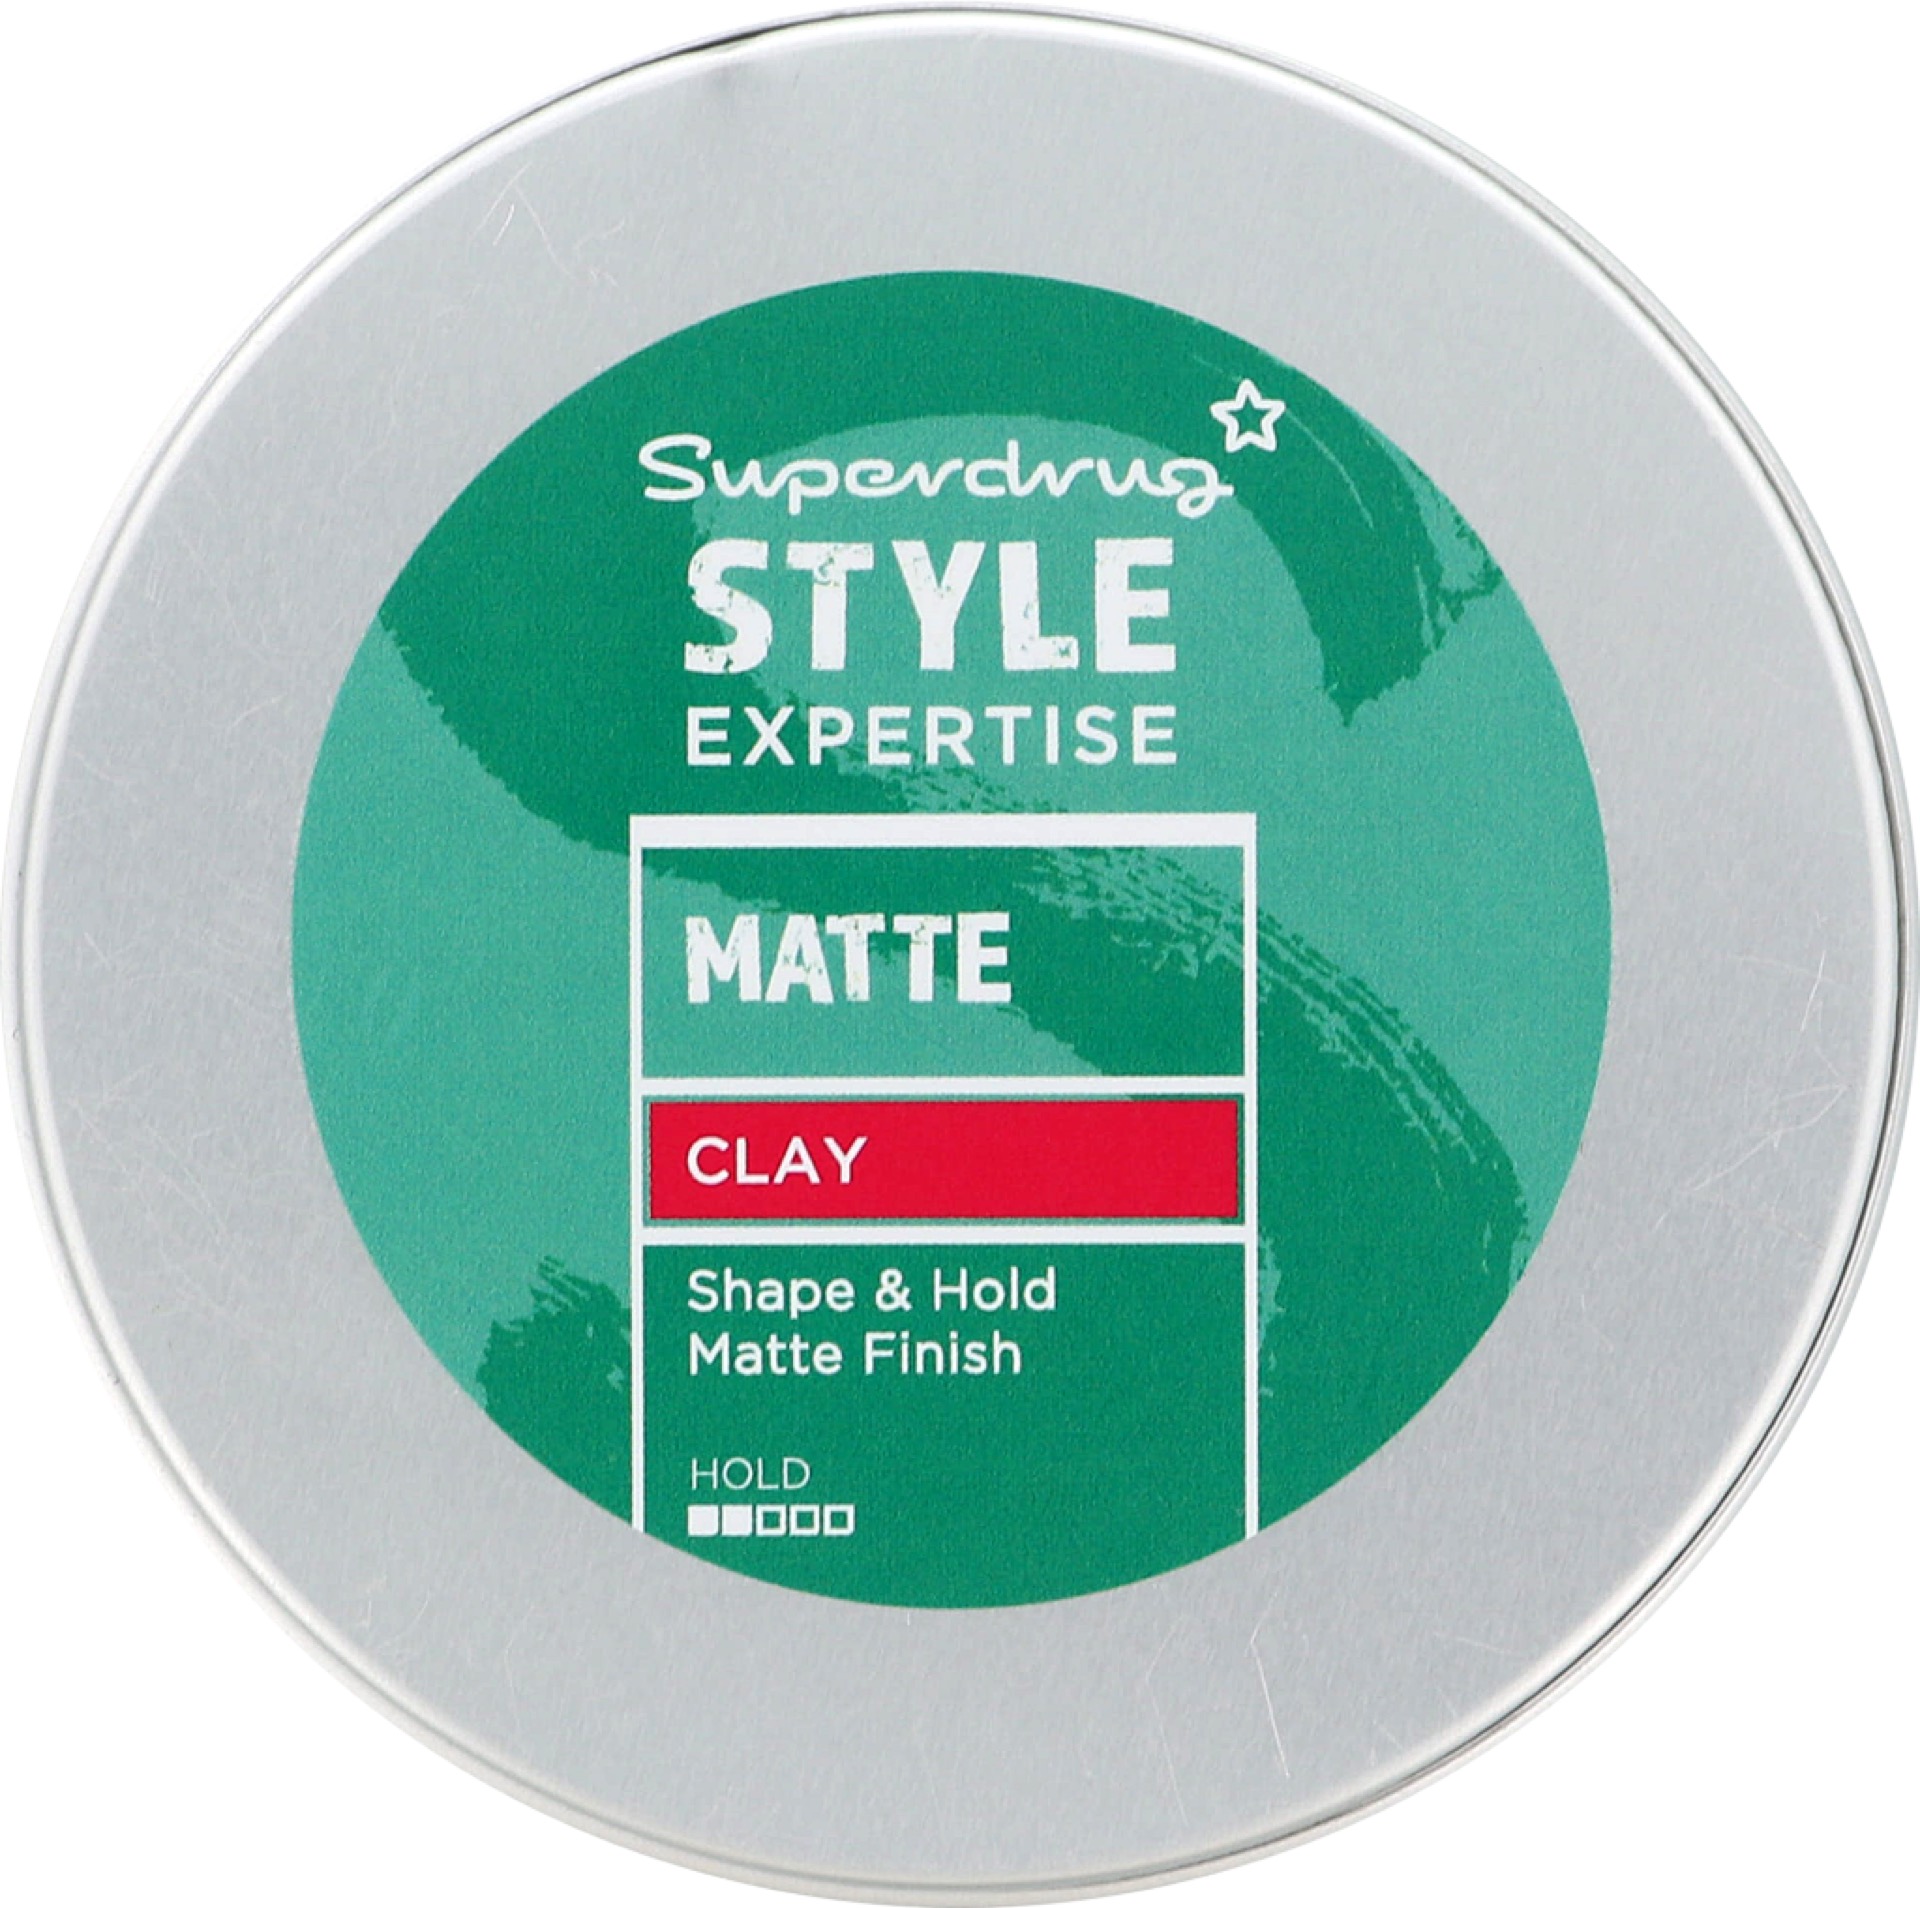 Superdrug
STYLE
EXPERTISE
MATTE
CLAY
Shape & Hold
Matte Finish
HOLD